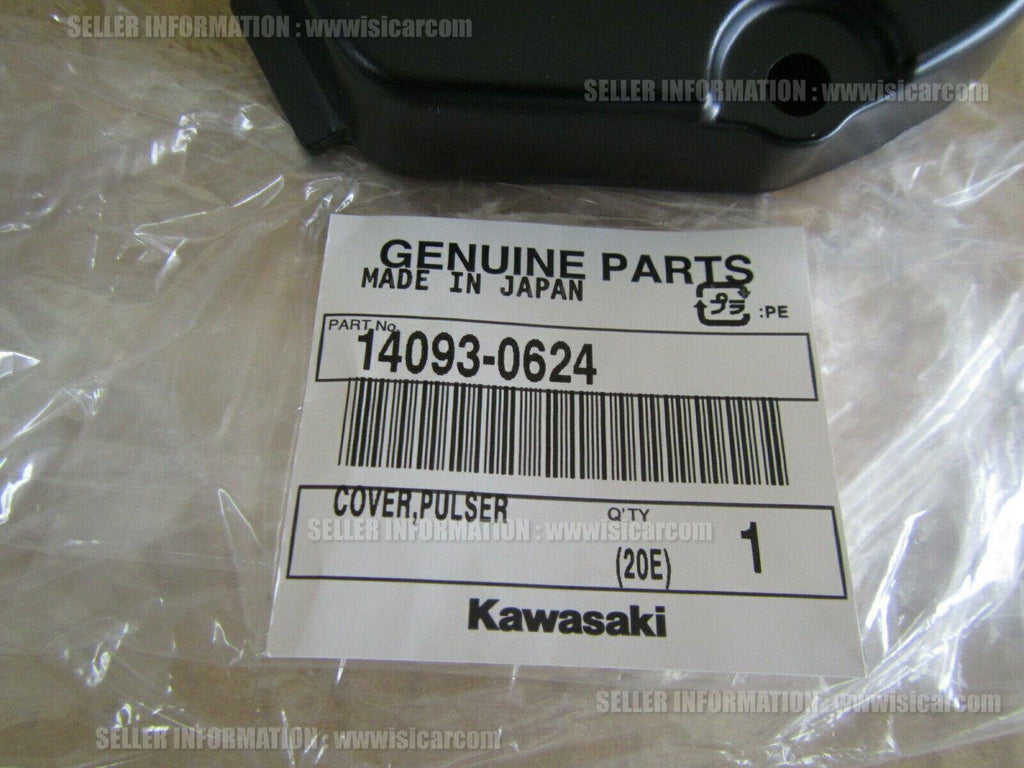 SELLER INFORMATION : wwwisicarcom
SELLER INFORMATION : wwwisicarcom
GENUINE PARTS
MADE IN JAPAN
プラ :PE
PART No.
14093-0624
COVER,PULSER
Q'TY
SELLER INFORMATION : wwwisicarcom
(20E) 1
Kawasaki
SELLER INFORMATION : wwwisicarcom
SELLER INFORMATION : wwwisicarcom